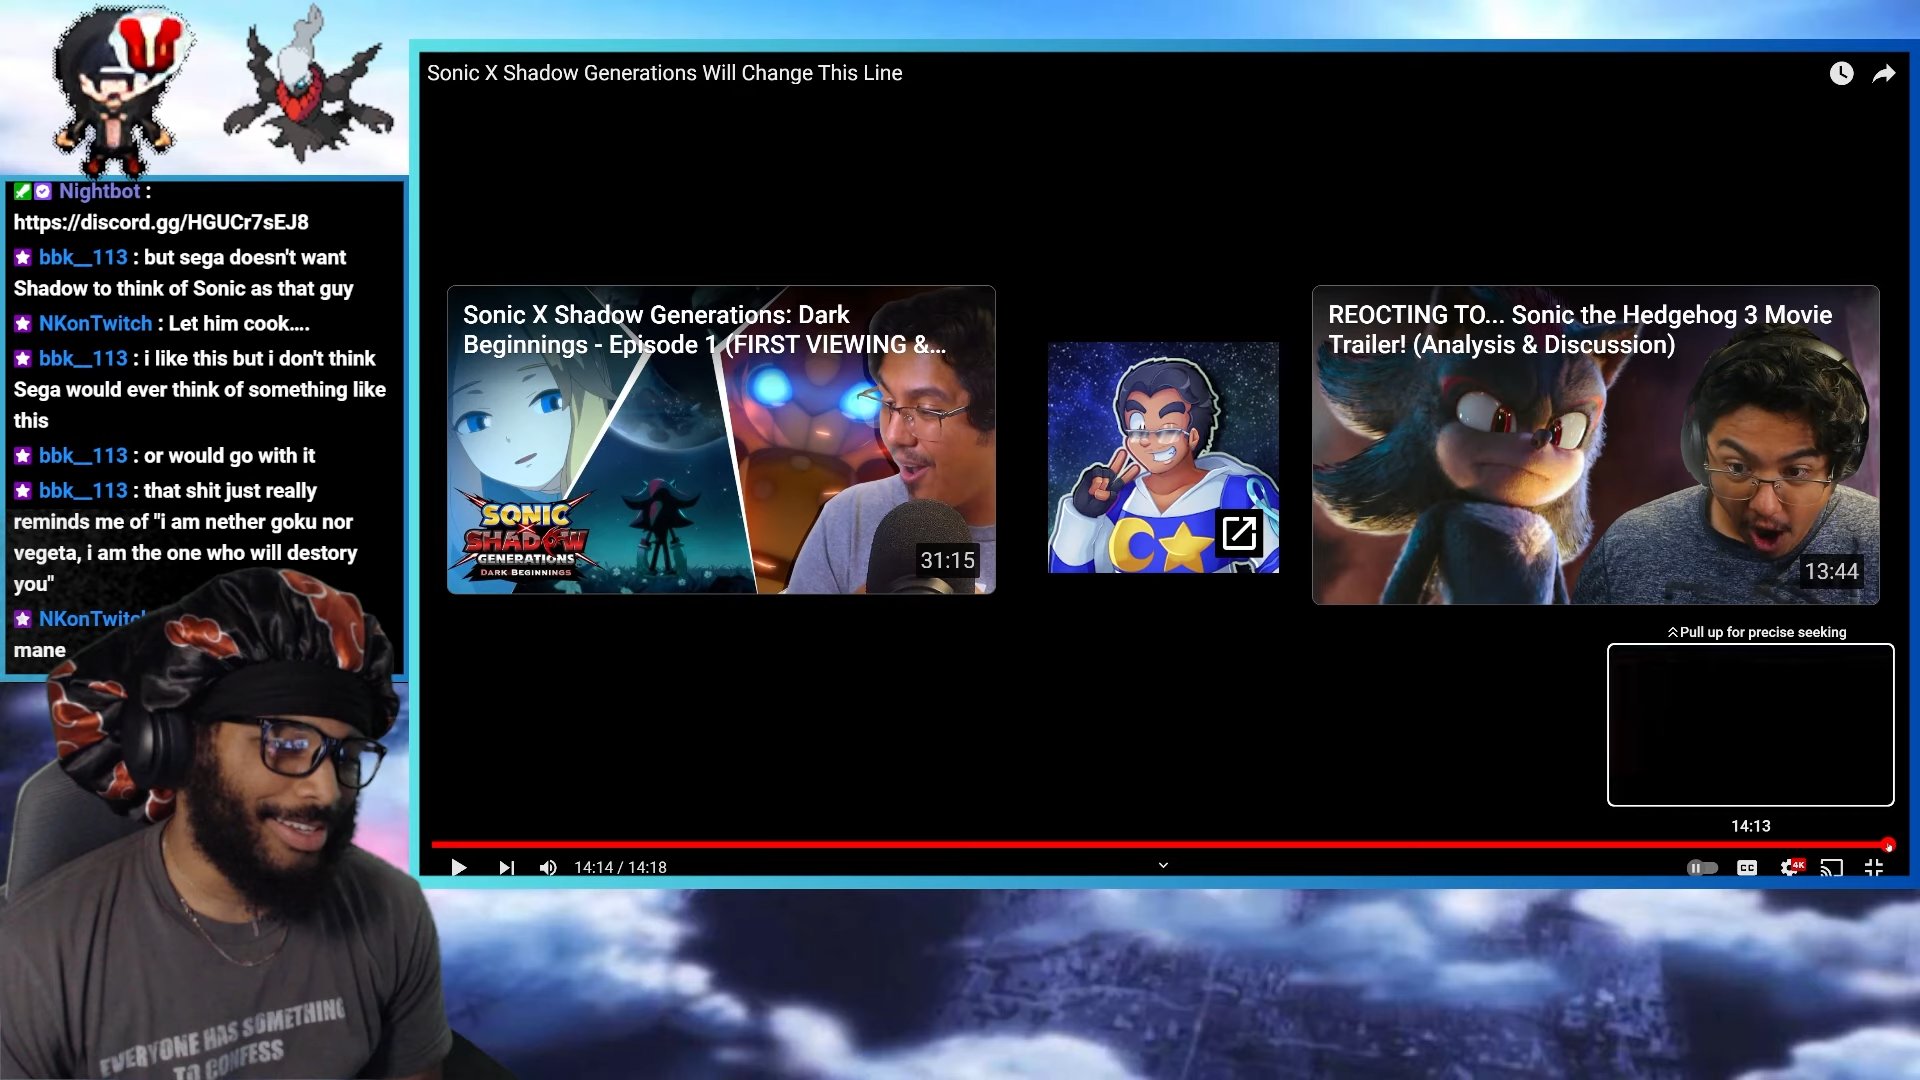 Sonic X Shadow Generations Will Change This Line
Nightbot :
https://discord.gg/HGUCr7sEJ8
bbk__113 : but sega doesn't want
Shadow to think of Sonic as that guy
NKonTwitch : Let him cook....
bbk__113 : i like this but i don't think
Sega would ever think of something like
this
bbk__113 : or would go with it
bbk__113 : that shit just really
reminds me of "i am nether goku nor
vegeta, i am the one who will destory
you"
NKonTwitc
mane
Sonic X Shadow Generations: Dark
Beginnings - Episode 1 (FIRST VIEWING &...
SONIC
X
SHADOW
GENERATIONS
DARK BEGINNINGS
31:15
REOCTING TO... Sonic the Hedgehog 3 Movie
Trailer! (Analysis & Discussion)
13:44
Pull up for precise seeking
14:13
14:14 / 14:18
CC
4K
EVERYONE HAS SOMETHING
TO CONFESS